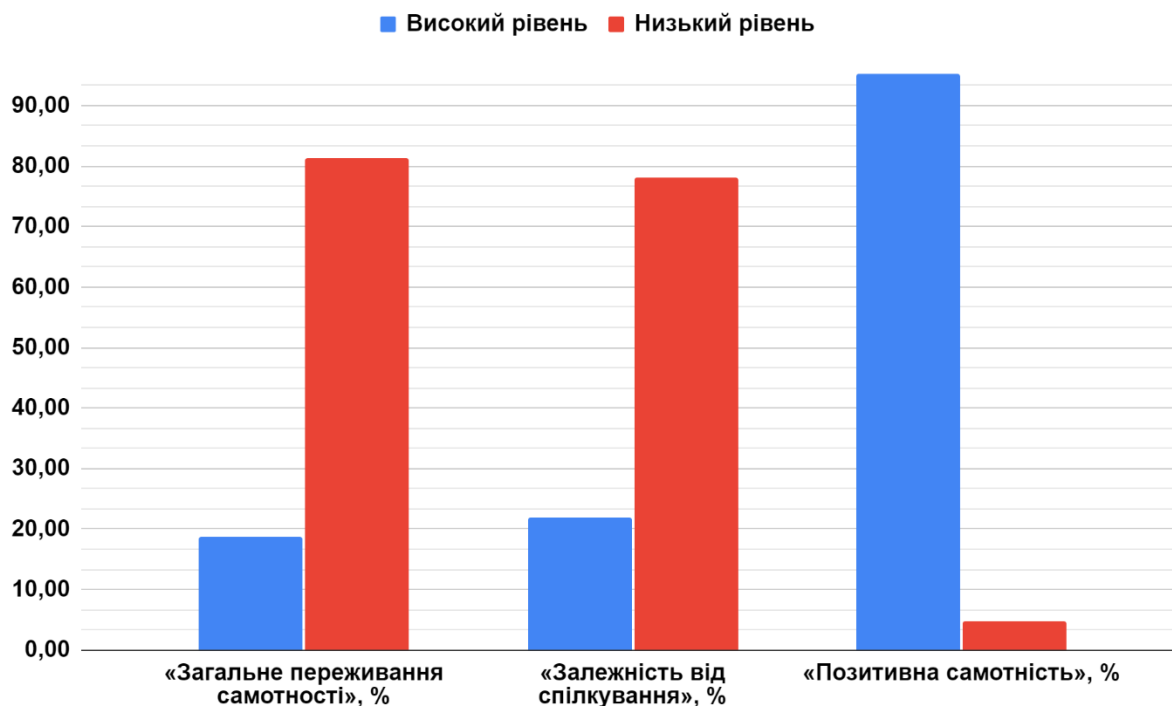 Високий рівень Низький рівень
90,00
80,00
70,00
60,00
50,00
40,00
30,00
20,00
10,00
0,00
«Загальне переживання
самотності», %
«Залежність від
спілкування», %
«Позитивна самотність», %